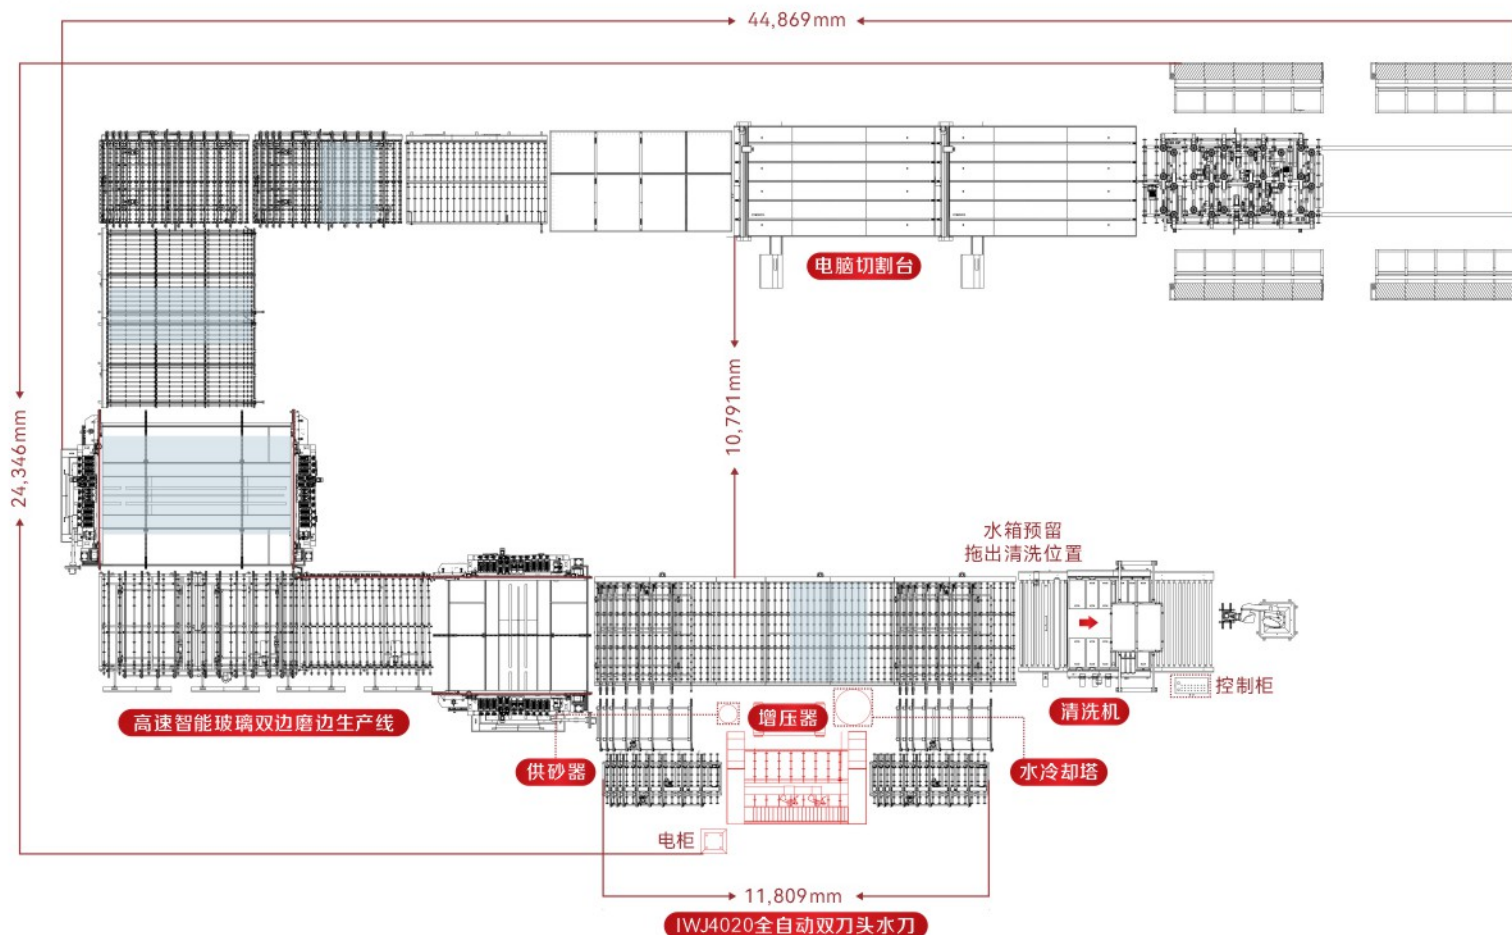 44,869mm
电脑切割台
24,346mm
10,791mm
水箱预留
拖出清洗位置
控制柜
高速智能玻璃双边磨边生产线
增压器
清洗机
供砂器
水冷却塔
电柜
11,809mm
IWJ4020全自动双刀头水刀